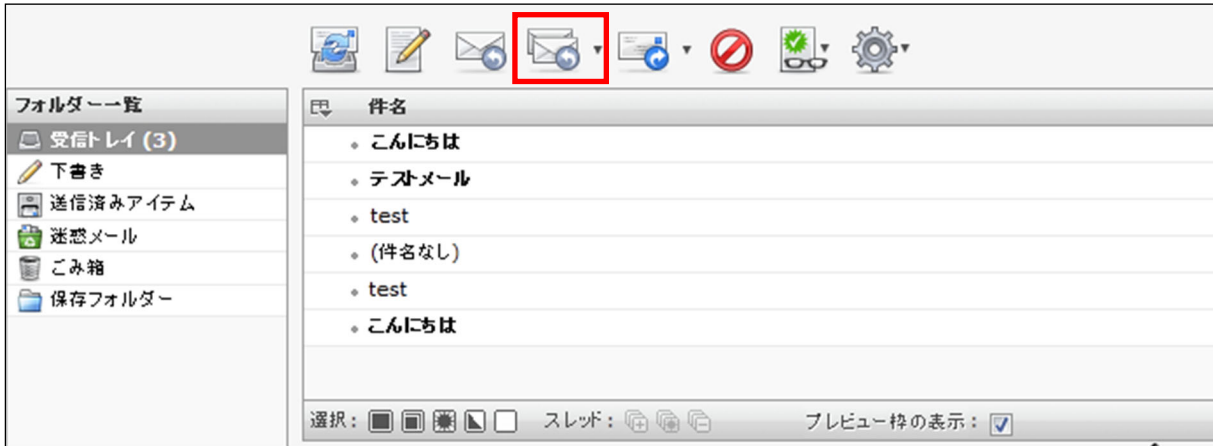 フォルダー一覧
件名
受信トレイ (3)
こんにちは
下書き
テストメール
送信済みアイテム
test
迷惑メール
(件名なし)
ごみ箱
test
保存フォルダー
こんにちは
選択: スレッド: プレビュー枠の表示: